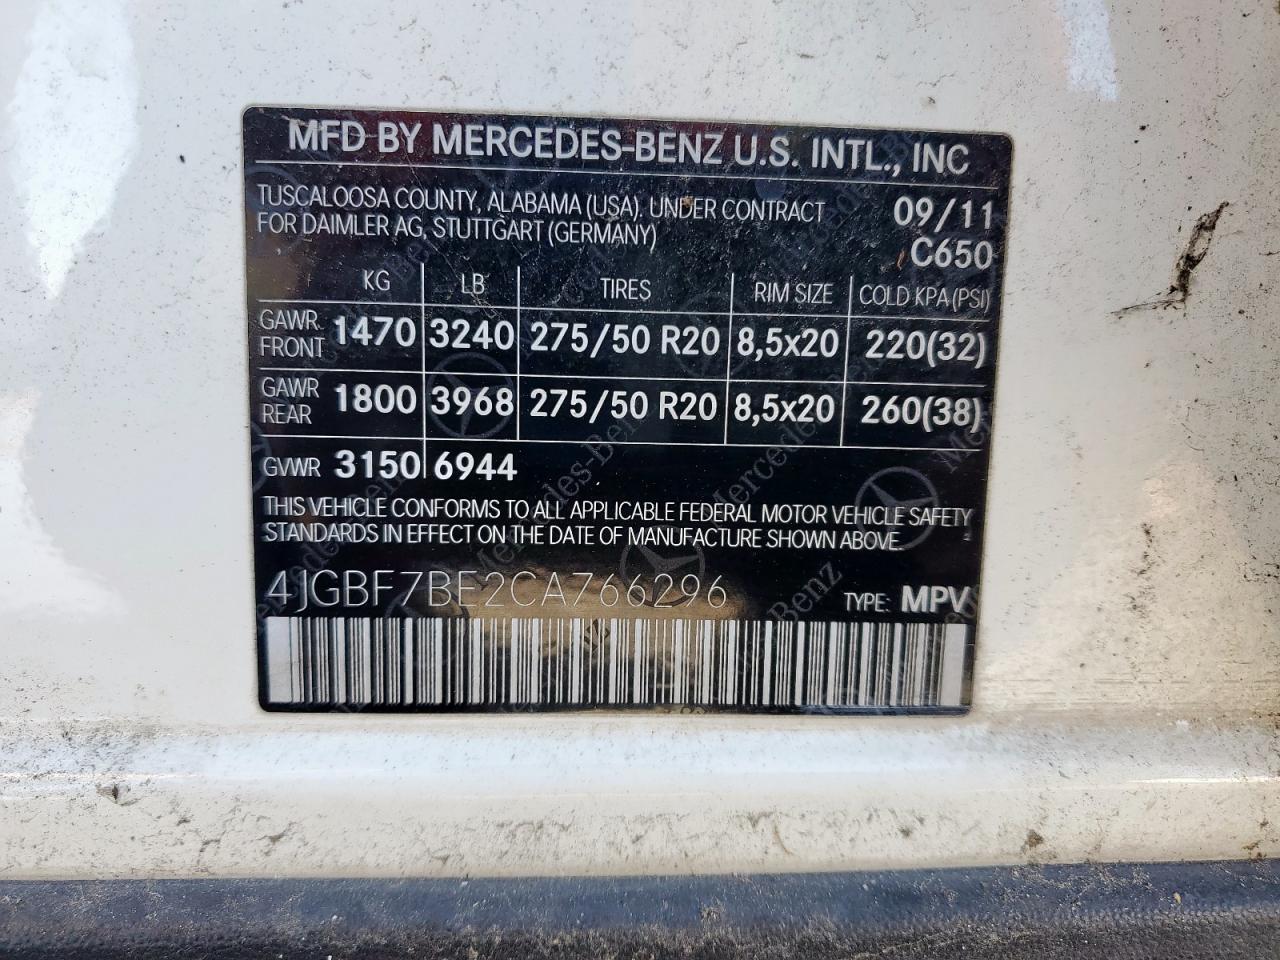 MFD BY MERCEDES-BENZ U.S. INTL., INC
TUSCALOOSA COUNTY, ALABAMA (USA). UNDER CONTRACT 09/11
FOR DAIMLER AG, STUTTGART (GERMANY) C650
KG LB TIRES RIM SIZE COLD KPA (PSI)
GAWR. FRONT 1470 3240 275/50 R20 8,5x20 220(32)
GAWR REAR 1800 3968 275/50 R20 8,5x20 260(38)
GVWR 3150 6944
THIS VEHICLE CONFORMS TO ALL APPLICABLE FEDERAL MOTOR VEHICLE SAFETY
STANDARDS IN EFFECT ON THE DATE OF MANUFACTURE SHOWN ABOVE.
4JGBF7BE2CA766296 TYPE: MPV